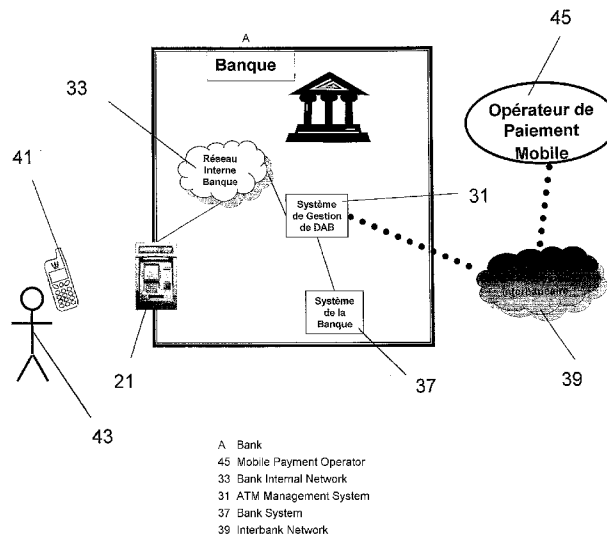 A
45
Banque
33
Opérateur de
Paiement
Mobile
41
Réseau
Interne
Banque
31
Système
de Gestion
de DAB
Système
de la
Banque
21
37
39
43
A Bank
45 Mobile Payment Operator
33 Bank Internal Network
31 ATM Management System
37 Bank System
39 Interbank Network